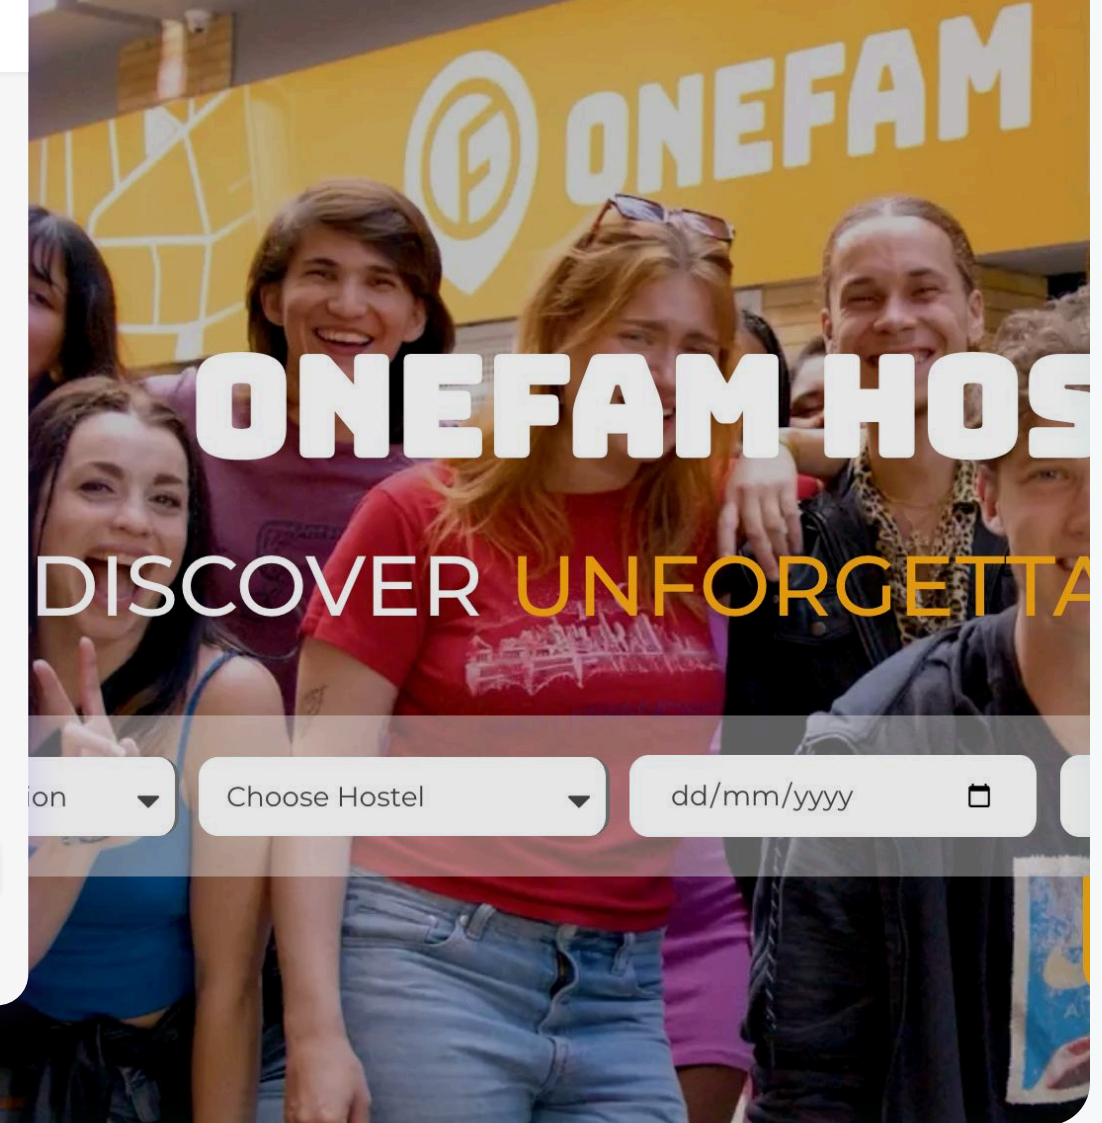 ONEFAM
ONEFAM HOS
DISCOVER UNFORGETTA
ion
Choose Hostel
dd/mm/yyyy